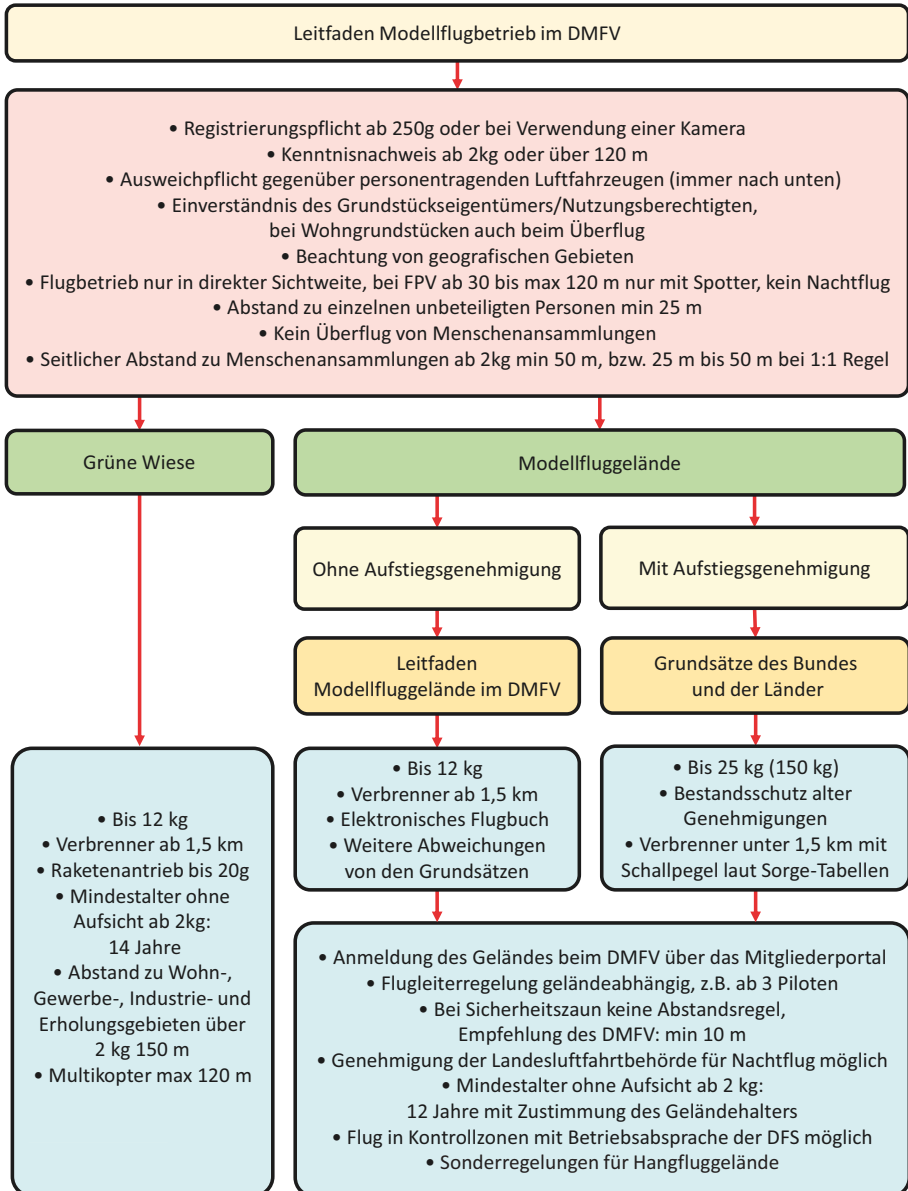 Leitfaden Modellflugbetrieb im DMFV
• Registrierungspflicht ab 250g oder bei Verwendung einer Kamera
• Kenntnisnachweis ab 2kg oder über 120 m
• Ausweichpflicht gegenüber personentragenden Luftfahrzeugen (immer nach unten)
• Einverständnis des Grundstückseigentümers/Nutzungsberechtigten,
bei Wohngrundstücken auch beim Überflug
• Beachtung von geografischen Gebieten
• Flugbetrieb nur in direkter Sichtweite, bei FPV ab 30 bis max 120 m nur mit Spotter, kein Nachtflug
• Abstand zu einzelnen unbeteiligten Personen min 25 m
• Kein Überflug von Menschenansammlungen
• Seitlicher Abstand zu Menschenansammlungen ab 2kg min 50 m, bzw. 25 m bis 50 m bei 1:1 Regel
Grüne Wiese
• Bis 12 kg
• Verbrenner ab 1,5 km
• Raketenantrieb bis 20g
• Mindestalter ohne
Aufsicht ab 2kg:
14 Jahre
• Abstand zu Wohn-,
Gewerbe-, Industrie- und
Erholungsgebieten über
2 kg 150 m
• Multikopter max 120 m
Modellfluggelände
Ohne Aufstiegsgenehmigung
Leitfaden
Modellfluggelände im DMFV
• Bis 12 kg
• Verbrenner ab 1,5 km
• Elektronisches Flugbuch
• Weitere Abweichungen
von den Grundsätzen
Mit Aufstiegsgenehmigung
Grundsätze des Bundes
und der Länder
• Bis 25 kg (150 kg)
• Bestandsschutz alter
Genehmigungen
• Verbrenner unter 1,5 km mit
Schallpegel laut Sorge-Tabellen
• Anmeldung des Geländes beim DMFV über das Mitgliederportal
• Flugleiterregelung geländeabhängig, z.B. ab 3 Piloten
• Bei Sicherheitszaun keine Abstandsregel,
Empfehlung des DMFV: min 10 m
• Genehmigung der Landesluftfahrtbehörde für Nachtflug möglich
• Mindestalter ohne Aufsicht ab 2 kg:
12 Jahre mit Zustimmung des Geländehalters
• Flug in Kontrollzonen mit Betriebsabsprache der DFS möglich
• Sonderregelungen für Hangfluggelände